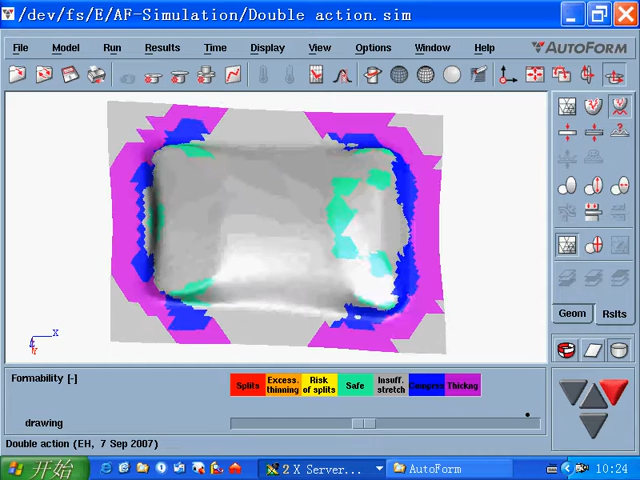 /dev/fs/E/AF-Simulation/Double action.sim
File Model Run Results Time Display View Options Window Help AUTOFORM
Geom Rslts
X
Formability [-]
Splits Excess. thinning Risk of splits Safe Insuff. stretch Compress Thickng
drawing
Double action (EH, 7 Sep 2007)
开始 2 X Server... AutoForm 10:24